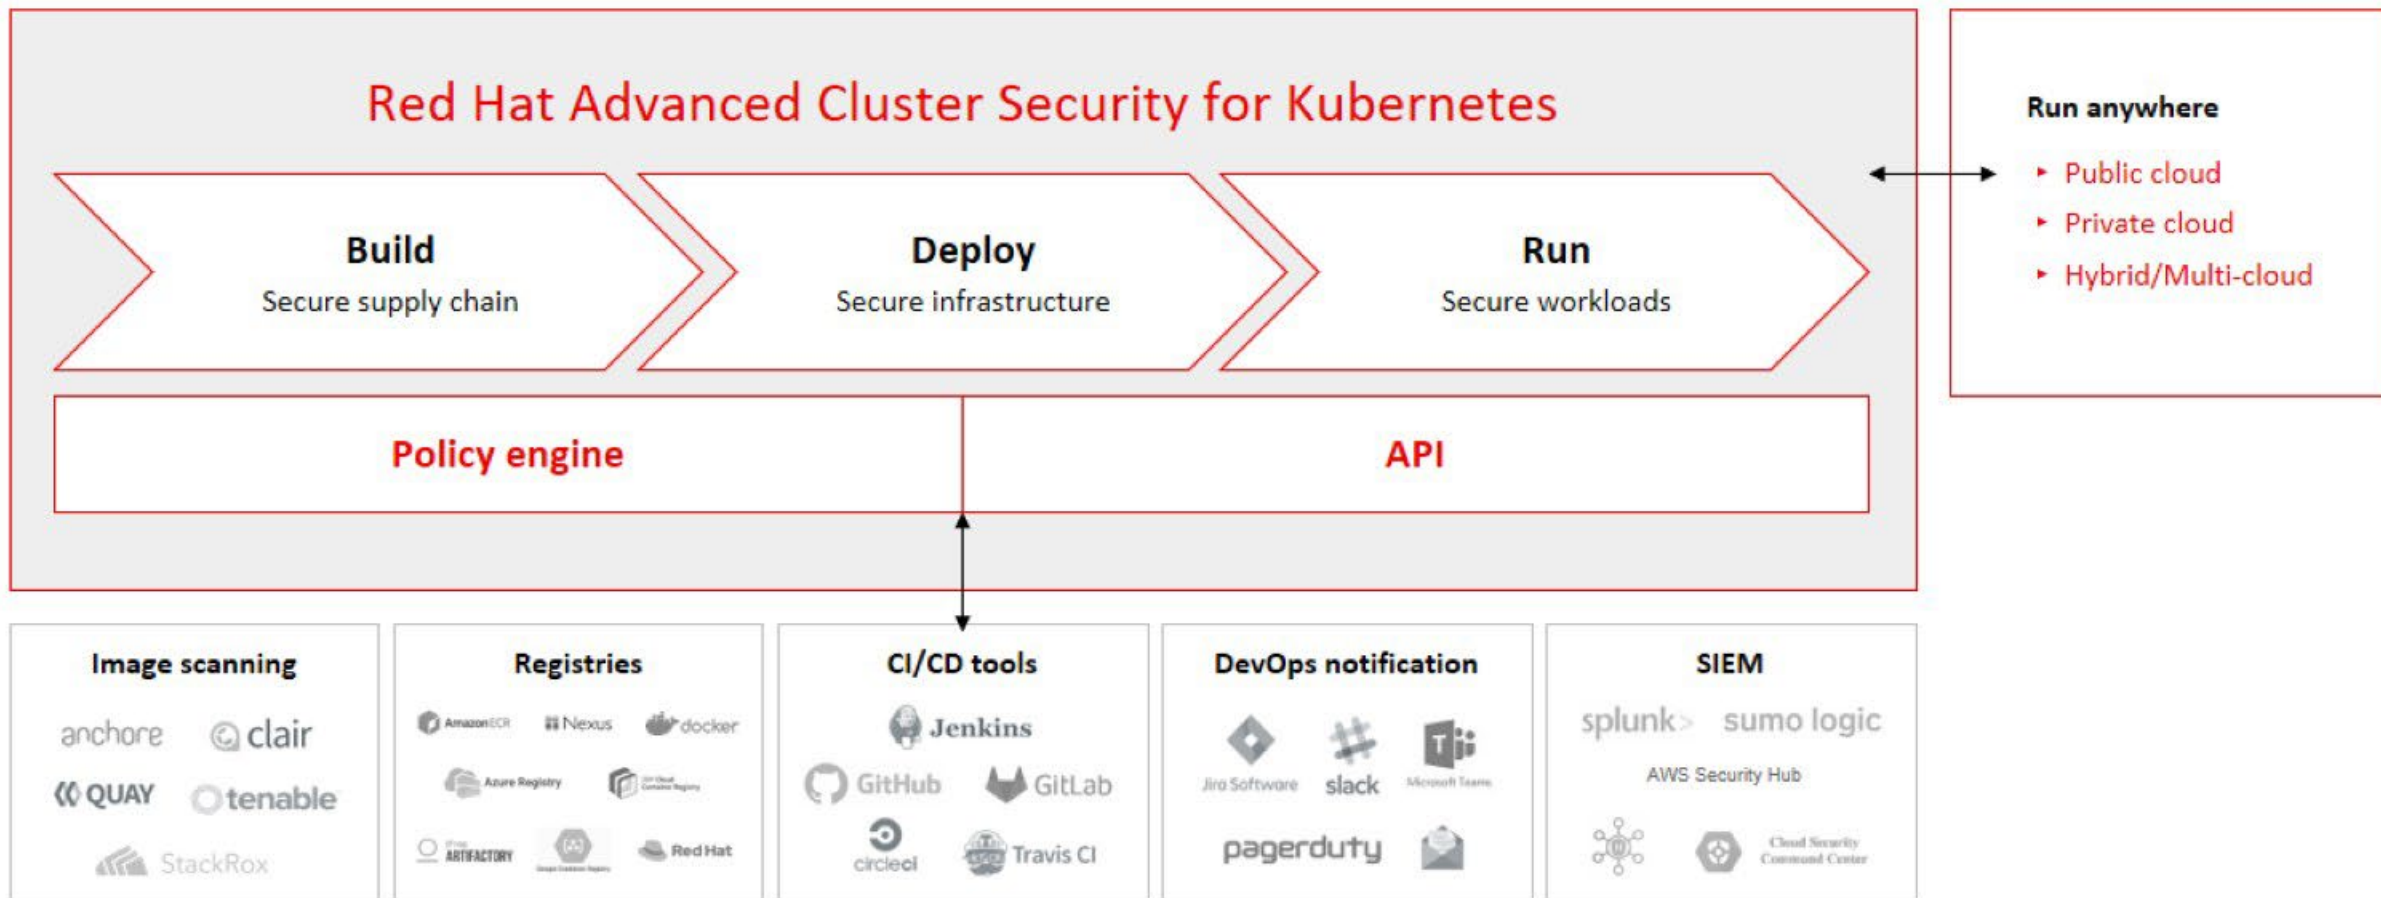 Red Hat Advanced Cluster Security for Kubernetes
Build
Secure supply chain
Deploy
Secure infrastructure
Run
Secure workloads
Policy engine
API
Run anywhere
▸ Public cloud
▸ Private cloud
▸ Hybrid/Multi-cloud
Image scanning
anchore
clair
QUAY
tenable
StackRox
Registries
Amazon ECR
Nexus
docker
Azure Registry
ARTIFACTORY
Red Hat
CI/CD tools
Jenkins
GitHub
GitLab
circleci
Travis CI
DevOps notification
Jira Software
slack
Microsoft Teams
pagerduty
SIEM
splunk>
sumo logic
AWS Security Hub
Cloud Security
Command Center